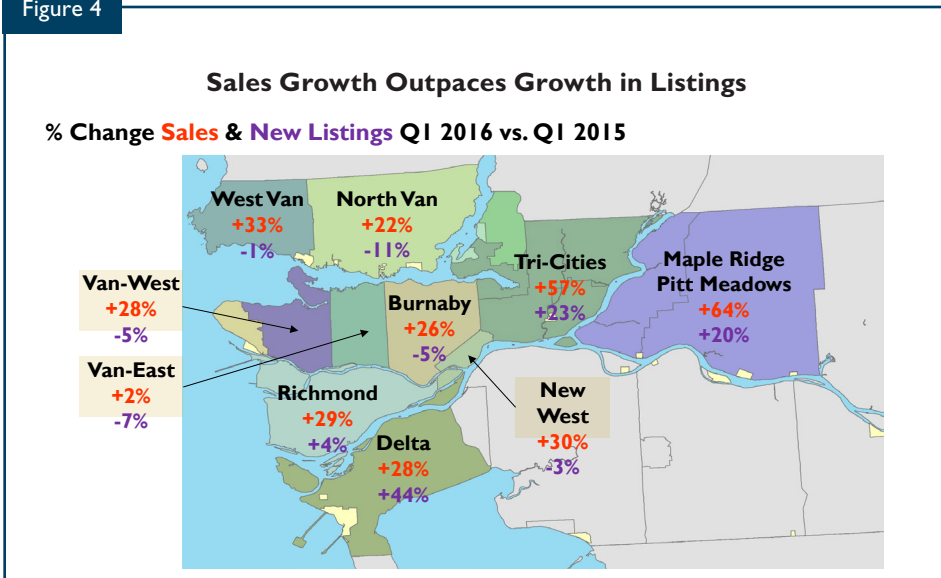 Figure 4
Sales Growth Outpaces Growth in Listings
% Change Sales & New Listings Q1 2016 vs. Q1 2015
West Van
+33%
-1%
North Van
+22%
-11%
Tri-Cities
+57%
+23%
Maple Ridge
Pitt Meadows
+64%
+20%
Van-West
+28%
-5%
Burnaby
+26%
-5%
Van-East
+2%
-7%
Richmond
+29%
+4%
New
West
+30%
-3%
Delta
+28%
+44%